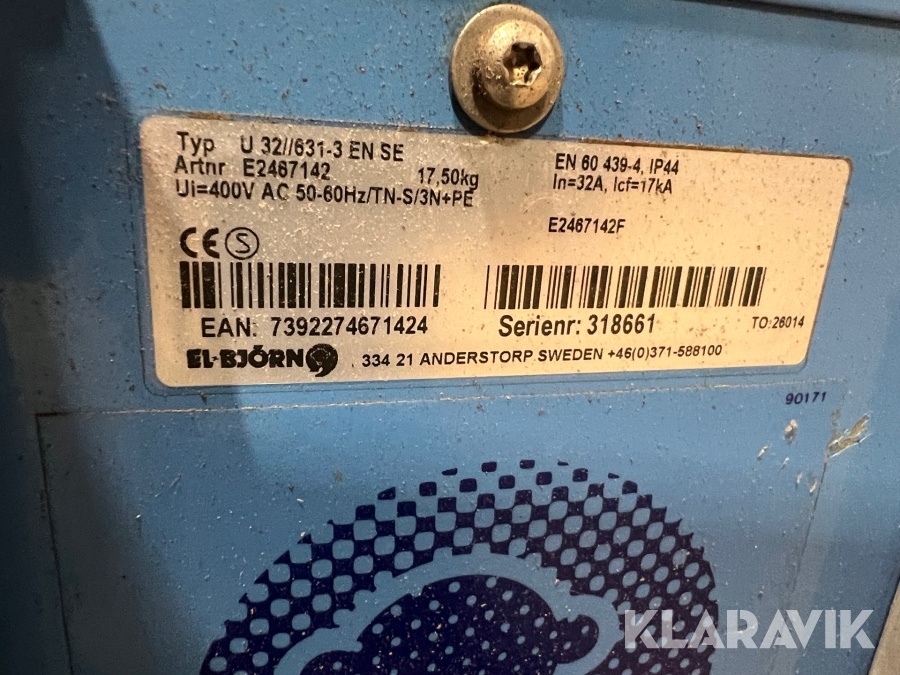 Typ U 32//631-3 EN SE
Artnr E2467142 17,50kg
Ui=400V AC 50-60Hz/TN-S/3N+PE
EN 60 439-4, IP44
In=32A, Icf=17kA
E2467142F
CE S
EAN: 7392274671424
Serienr: 318661
TO:26014
EL-BJÖRN
334 21 ANDERSTORP SWEDEN +46(0)371-588100
90171
KLARAVIK